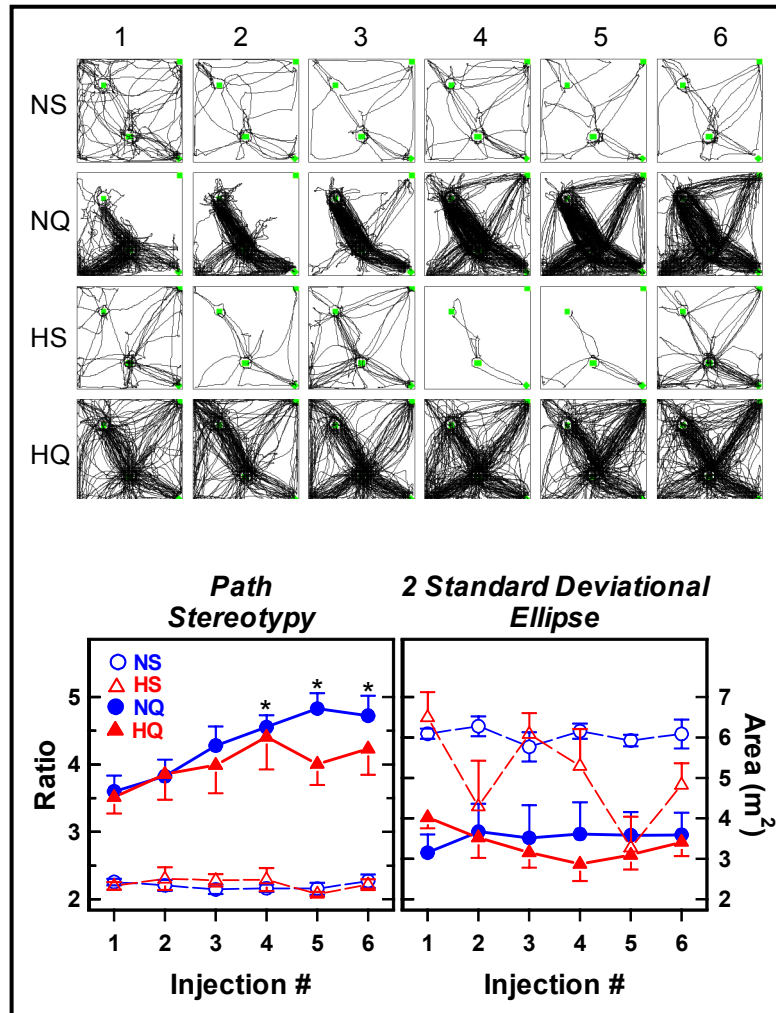 1 2 3 4 5 6
NS
NQ
HS
HQ
Path
Stereotypy
2 Standard Deviational
Ellipse
NS
HS
NQ
HQ
* * *
Ratio
5
4
3
2
1 2 3 4 5 6
Injection #
7
6
5
4
3
2
Area (m²)
1 2 3 4 5 6
Injection #